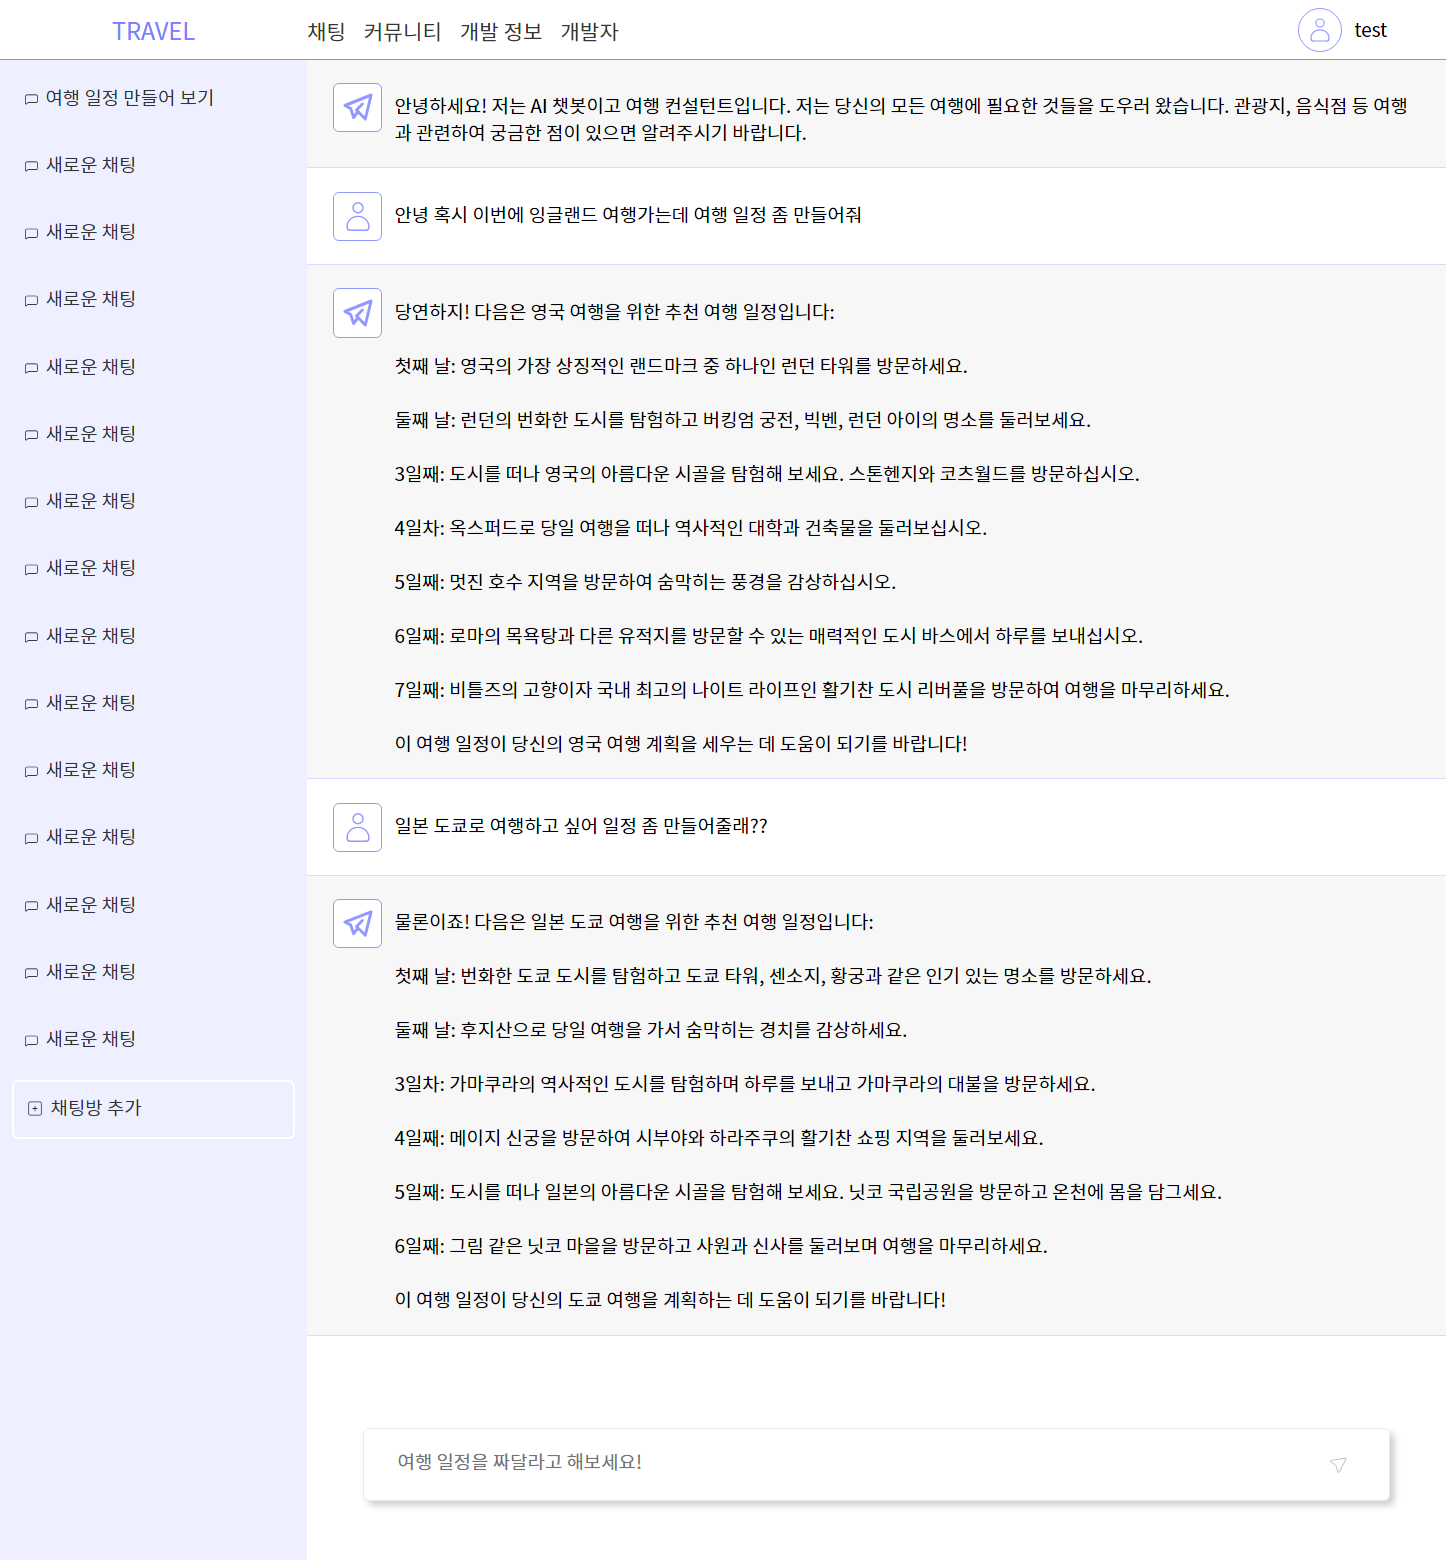 TRAVEL
채팅 커뮤니티 개발 정보 개발자
test
여행 일정 만들어 보기
새로운 채팅
새로운 채팅
새로운 채팅
새로운 채팅
새로운 채팅
새로운 채팅
새로운 채팅
새로운 채팅
새로운 채팅
새로운 채팅
새로운 채팅
새로운 채팅
새로운 채팅
새로운 채팅
채팅방 추가
안녕하세요! 저는 AI 챗봇이고 여행 컨설턴트입니다. 저는 당신의 모든 여행에 필요한 것들을 도우러 왔습니다. 관광지, 음식점 등 여행
과 관련하여 궁금한 점이 있으면 알려주시기 바랍니다.
안녕 혹시 이번에 잉글랜드 여행가는데 여행 일정 좀 만들어줘
당연하지! 다음은 영국 여행을 위한 추천 여행 일정입니다:
첫째 날: 영국의 가장 상징적인 랜드마크 중 하나인 런던 타워를 방문하세요.
둘째 날: 런던의 번화한 도시를 탐험하고 버킹엄 궁전, 빅벤, 런던 아이의 명소를 둘러보세요.
3일째: 도시를 떠나 영국의 아름다운 시골을 탐험해 보세요. 스톤헨지와 코츠월드를 방문하십시오.
4일차: 옥스퍼드로 당일 여행을 떠나 역사적인 대학과 건축물을 둘러보십시오.
5일째: 멋진 호수 지역을 방문하여 숨막히는 풍경을 감상하십시오.
6일째: 로마의 목욕탕과 다른 유적지를 방문할 수 있는 매력적인 도시 바스에서 하루를 보내십시오.
7일째: 비틀즈의 고향이자 국내 최고의 나이트 라이프인 활기찬 도시 리버풀을 방문하여 여행을 마무리하세요.
이 여행 일정이 당신의 영국 여행 계획을 세우는 데 도움이 되기를 바랍니다!
일본 도쿄로 여행하고 싶어 일정 좀 만들어줄래??
물론이죠! 다음은 일본 도쿄 여행을 위한 추천 여행 일정입니다:
첫째 날: 번화한 도쿄 도시를 탐험하고 도쿄 타워, 센소지, 황궁과 같은 인기 있는 명소를 방문하세요.
둘째 날: 후지산으로 당일 여행을 가서 숨막히는 경치를 감상하세요.
3일차: 가마쿠라의 역사적인 도시를 탐험하며 하루를 보내고 가마쿠라의 대불을 방문하세요.
4일째: 메이지 신궁을 방문하여 시부야와 하라주쿠의 활기찬 쇼핑 지역을 둘러보세요.
5일째: 도시를 떠나 일본의 아름다운 시골을 탐험해 보세요. 닛코 국립공원을 방문하고 온천에 몸을 담그세요.
6일째: 그림 같은 닛코 마을을 방문하고 사원과 신사를 둘러보며 여행을 마무리하세요.
이 여행 일정이 당신의 도쿄 여행을 계획하는 데 도움이 되기를 바랍니다!
여행 일정을 짜달라고 해보세요!